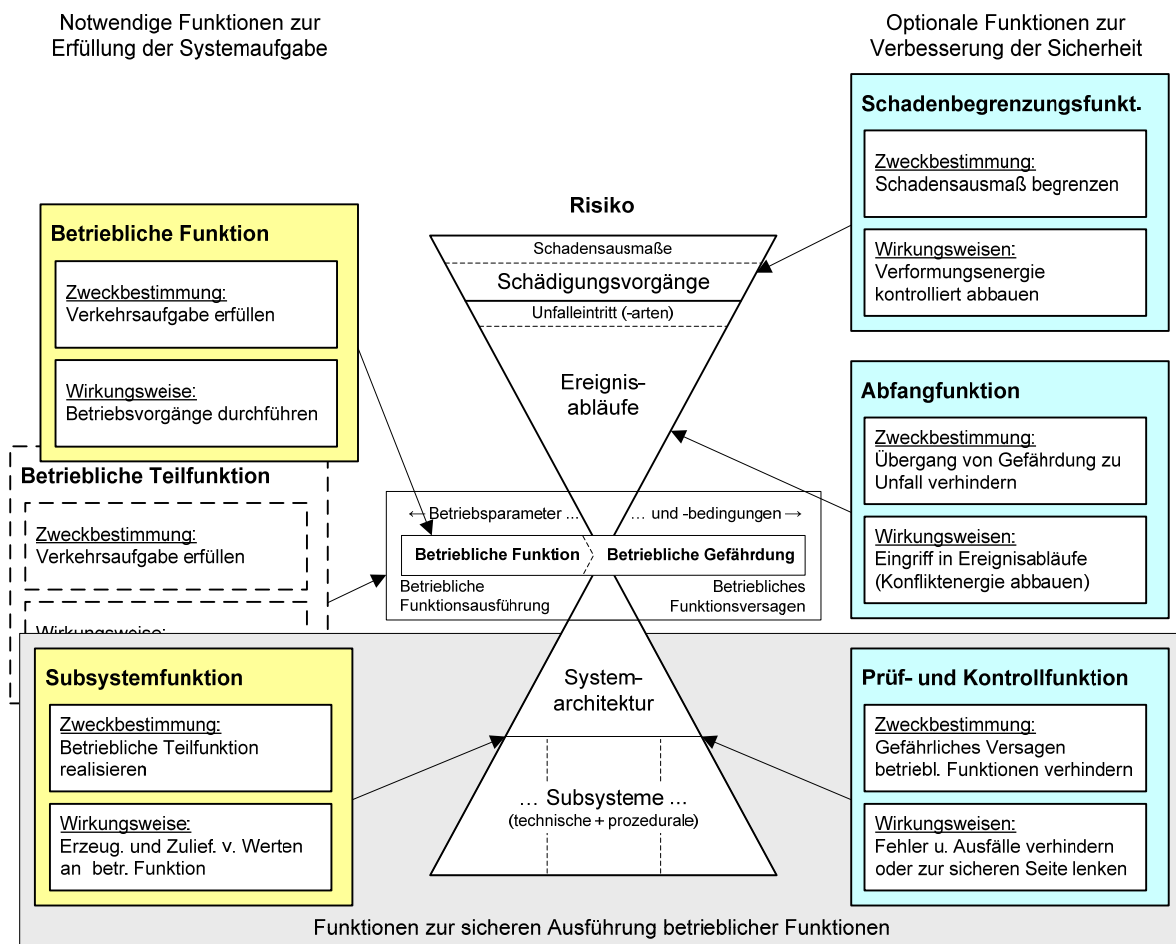 Notwendige Funktionen zur
Erfüllung der Systemaufgabe
Optionale Funktionen zur
Verbesserung der Sicherheit
Schadenbegrenzungsfunkt.
Zweckbestimmung:
Schadensausmaß begrenzen
Wirkungsweisen:
Verformungsenergie
kontrolliert abbauen
Betriebliche Funktion
Zweckbestimmung:
Verkehrsaufgabe erfüllen
Wirkungsweise:
Betriebsvorgänge durchführen
Risiko
Schadensausmaße
Schädigungsvorgänge
Unfalleintritt (-arten)
Ereignis-
abläufe
Abfangfunktion
Zweckbestimmung:
Übergang von Gefährdung zu
Unfall verhindern
Wirkungsweisen:
Eingriff in Ereignisabläufe
(Konfliktenergie abbauen)
Betriebliche Teilfunktion
Zweckbestimmung:
Verkehrsaufgabe erfüllen
Wirkungsweise:
← Betriebsparameter ...
... und -bedingungen →
Betriebliche Funktion
Betriebliche Gefährdung
Betriebliche
Funktionsausführung
Betriebliches
Funktionsversagen
Subsystemfunktion
Zweckbestimmung:
Betriebliche Teilfunktion
realisieren
Wirkungsweise:
Erzeug. und Zulief. v. Werten
an betr. Funktion
System-
architektur
... Subsysteme ...
(technische + prozedurale)
Prüf- und Kontrollfunktion
Zweckbestimmung:
Gefährliches Versagen
betriebl. Funktionen verhindern
Wirkungsweisen:
Fehler u. Ausfälle verhindern
oder zur sicheren Seite lenken
Funktionen zur sicheren Ausführung betrieblicher Funktionen